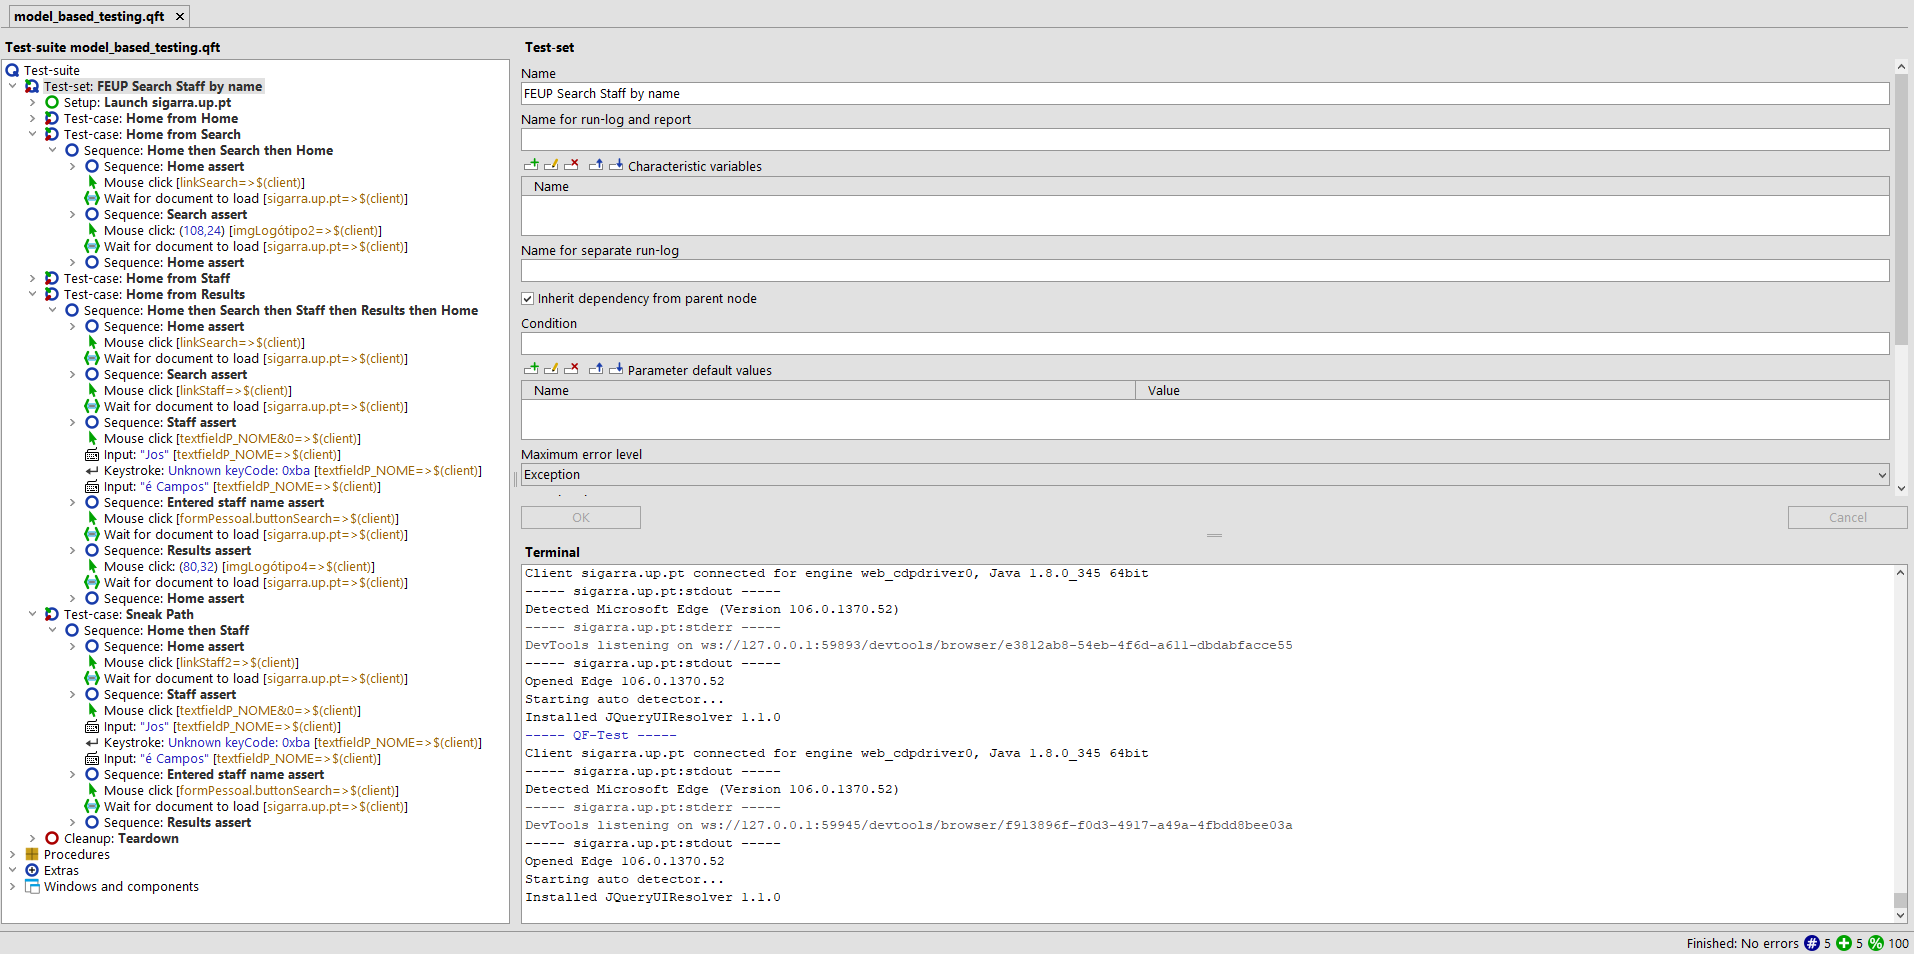 model_based_testing.qft ×
Test-suite model_based_testing.qft
Test-suite
Test-set: FEUP Search Staff by name
Setup: Launch sigarra.up.pt
Test-case: Home from Home
Test-case: Home from Search
Sequence: Home then Search then Home
Sequence: Home assert
Mouse click [linkSearch=>$(client)]
Wait for document to load [sigarra.up.pt=>$(client)]
Sequence: Search assert
Mouse click: (108,24) [imgLogótipo2=>$(client)]
Wait for document to load [sigarra.up.pt=>$(client)]
Sequence: Home assert
Test-case: Home from Staff
Test-case: Home from Results
Sequence: Home then Search then Staff then Results then Home
Sequence: Home assert
Mouse click [linkSearch=>$(client)]
Wait for document to load [sigarra.up.pt=>$(client)]
Sequence: Search assert
Mouse click [linkStaff=>$(client)]
Wait for document to load [sigarra.up.pt=>$(client)]
Sequence: Staff assert
Mouse click [textfieldP_NOME&0=>$(client)]
Input: "Jos" [textfieldP_NOME=>$(client)]
Keystroke: Unknown keyCode: 0xba [textfieldP_NOME=>$(client)]
Input: "é Campos" [textfieldP_NOME=>$(client)]
Sequence: Entered staff name assert
Mouse click [formPessoal.buttonSearch=>$(client)]
Wait for document to load [sigarra.up.pt=>$(client)]
Sequence: Results assert
Mouse click: (80,32) [imgLogótipo4=>$(client)]
Wait for document to load [sigarra.up.pt=>$(client)]
Sequence: Home assert
Test-case: Sneak Path
Sequence: Home then Staff
Sequence: Home assert
Mouse click [linkStaff2=>$(client)]
Wait for document to load [sigarra.up.pt=>$(client)]
Sequence: Staff assert
Mouse click [textfieldP_NOME&0=>$(client)]
Input: "Jos" [textfieldP_NOME=>$(client)]
Keystroke: Unknown keyCode: 0xba [textfieldP_NOME=>$(client)]
Input: "é Campos" [textfieldP_NOME=>$(client)]
Sequence: Entered staff name assert
Mouse click [formPessoal.buttonSearch=>$(client)]
Wait for document to load [sigarra.up.pt=>$(client)]
Sequence: Results assert
Cleanup: Teardown
Procedures
Extras
Windows and components
Test-set
Name
FEUP Search Staff by name
Name for run-log and report
Characteristic variables
Name
Name for separate run-log
Inherit dependency from parent node
Condition
Parameter default values
Name Value
Maximum error level
Exception
OK Cancel
Terminal
Client sigarra.up.pt connected for engine web_cdpdriver0, Java 1.8.0_345 64bit
----- sigarra.up.pt:stdout -----
Detected Microsoft Edge (Version 106.0.1370.52)
----- sigarra.up.pt:stderr -----
DevTools listening on ws://127.0.0.1:59893/devtools/browser/e3812ab8-54eb-4f6d-a611-dbdabfacce55
----- sigarra.up.pt:stdout -----
Opened Edge 106.0.1370.52
Starting auto detector...
Installed JQueryUIResolver 1.1.0
----- QF-Test -----
Client sigarra.up.pt connected for engine web_cdpdriver0, Java 1.8.0_345 64bit
----- sigarra.up.pt:stdout -----
Detected Microsoft Edge (Version 106.0.1370.52)
----- sigarra.up.pt:stderr -----
DevTools listening on ws://127.0.0.1:59945/devtools/browser/f913896f-f0d3-4917-a49a-4fbdd8bee03a
----- sigarra.up.pt:stdout -----
Opened Edge 106.0.1370.52
Starting auto detector...
Installed JQueryUIResolver 1.1.0
Finished: No errors # 5 + 5 % 100